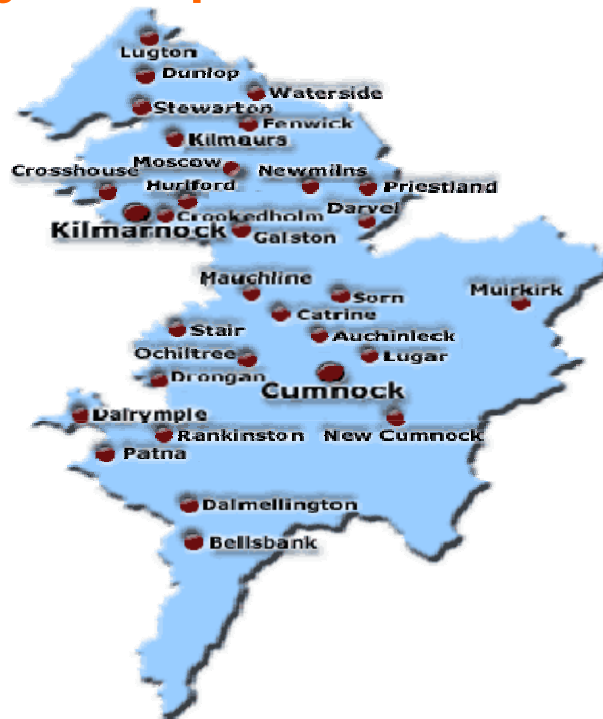 Lugton
Dunlop
Waterside
Stewarton
Fenwick
Kilmaurs
Moscow
Newmilns
Crosshouse
Hurlford
Priestland
Crookedholm
Darvel
Kilmarnock
Galston
Mauchline
Sorn
Muirkirk
Catrine
Stair
Auchinleck
Ochiltree
Lugar
Drongan
Cumnock
Dalrymple
Rankinston
New Cumnock
Patna
Dalmellington
Bellsbank